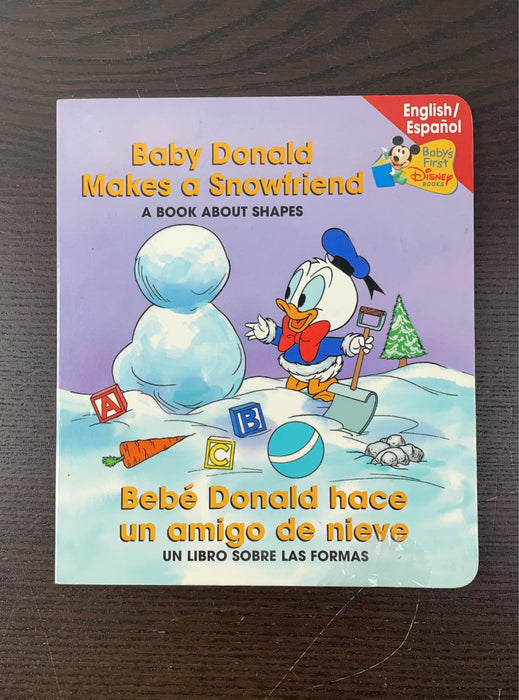 English/
Español
Baby's
First
Disney
BOOKS
Baby Donald
Makes a Snowfriend
A BOOK ABOUT SHAPES
A
B
C
Bebé Donald hace
un amigo de nieve
UN LIBRO SOBRE LAS FORMAS